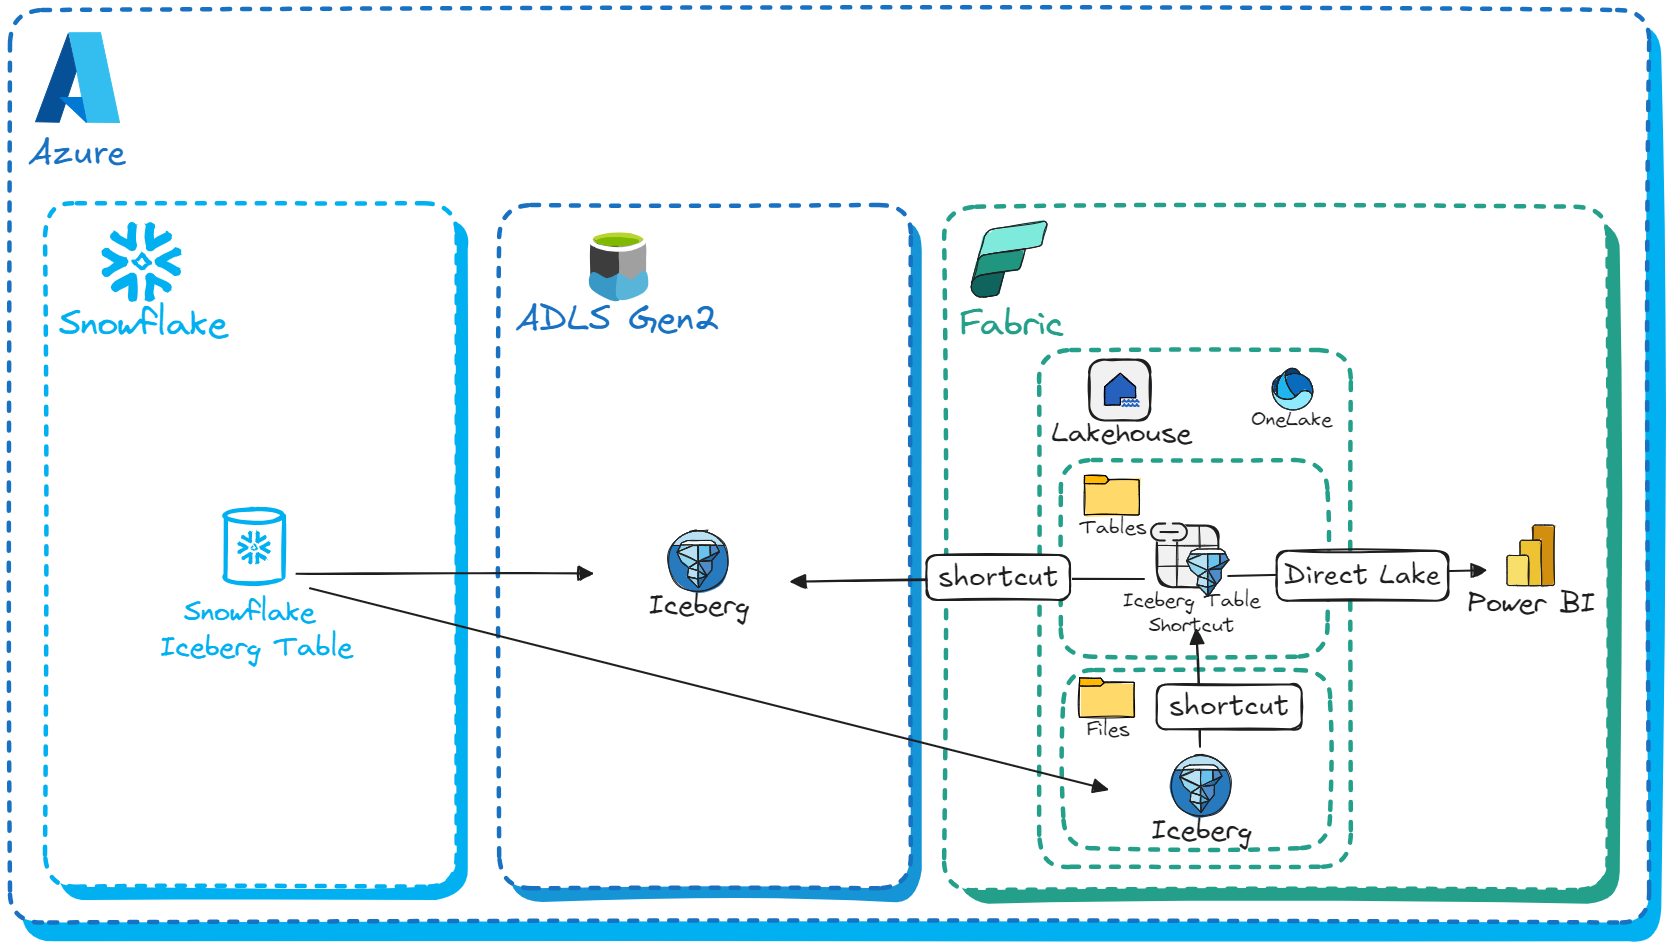 Azure
Snowflake
ADLS Gen2
Fabric
Lakehouse
OneLake
Tables
Snowflake
Iceberg Table
Iceberg
shortcut
Iceberg Table
Shortcut
Direct Lake
Power BI
Files
shortcut
Iceberg